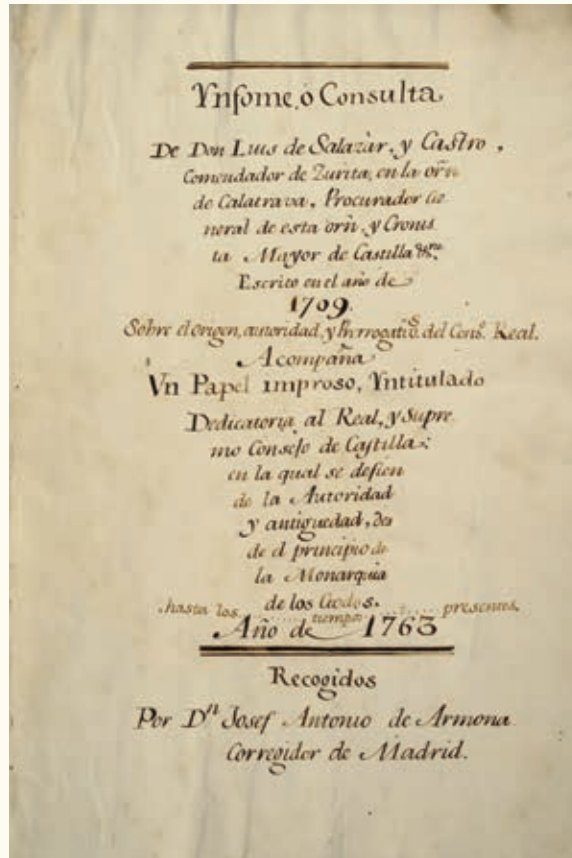 Ynfome, ó Consulta
De Don Luis de Salazàr, y Castro,
Comendador de Zurita, en la orn̄
de Calatrava, Procurador Ge
neral de esta orn̄, y Cronis
ta Mayor de Castilla &ra.
Escrito en el año de
1709.
Sobre el origen, autoridad, y Prerrogativs. del Conso. Real.
Acompaña
Vn Papel impreso, Yntitulado
Dedicatoria al Real, y Supre
mo Consejo de Castilla;
en la qual se defien
de la Autoridad
y antiguedad, des
de el principio de
la Monarquia
de los Godos.
hasta los tiempos presentes.
Año de 1763
Recogidos
Por Dn Josef Antonio de Armona
Corregidor de Madrid.